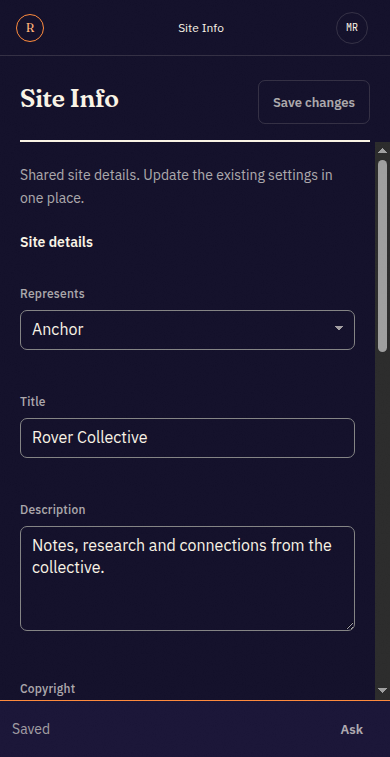 R
Site Info
MR
Site Info
Save changes
Shared site details. Update the existing settings in
one place.
Site details
Represents
Anchor
Title
Rover Collective
Description
Notes, research and connections from the
collective.
Copyright
Saved
Ask